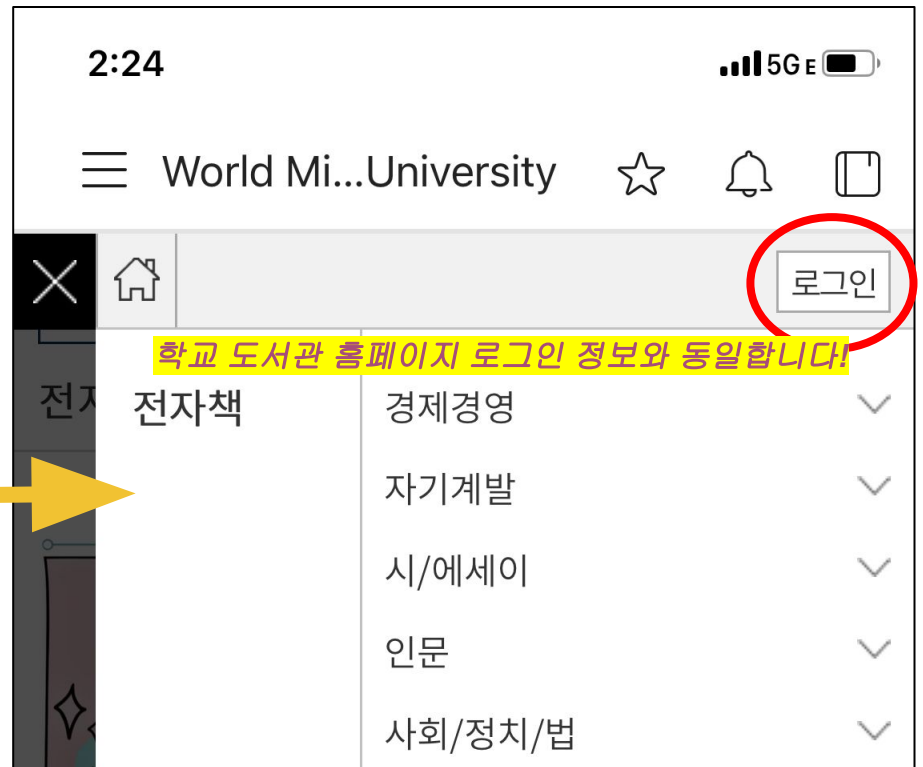 2:24 5G E
World Mi...University
로그인
학교 도서관 홈페이지 로그인 정보와 동일합니다!
전자책 경제경영
자기계발
시/에세이
인문
사회/정치/법